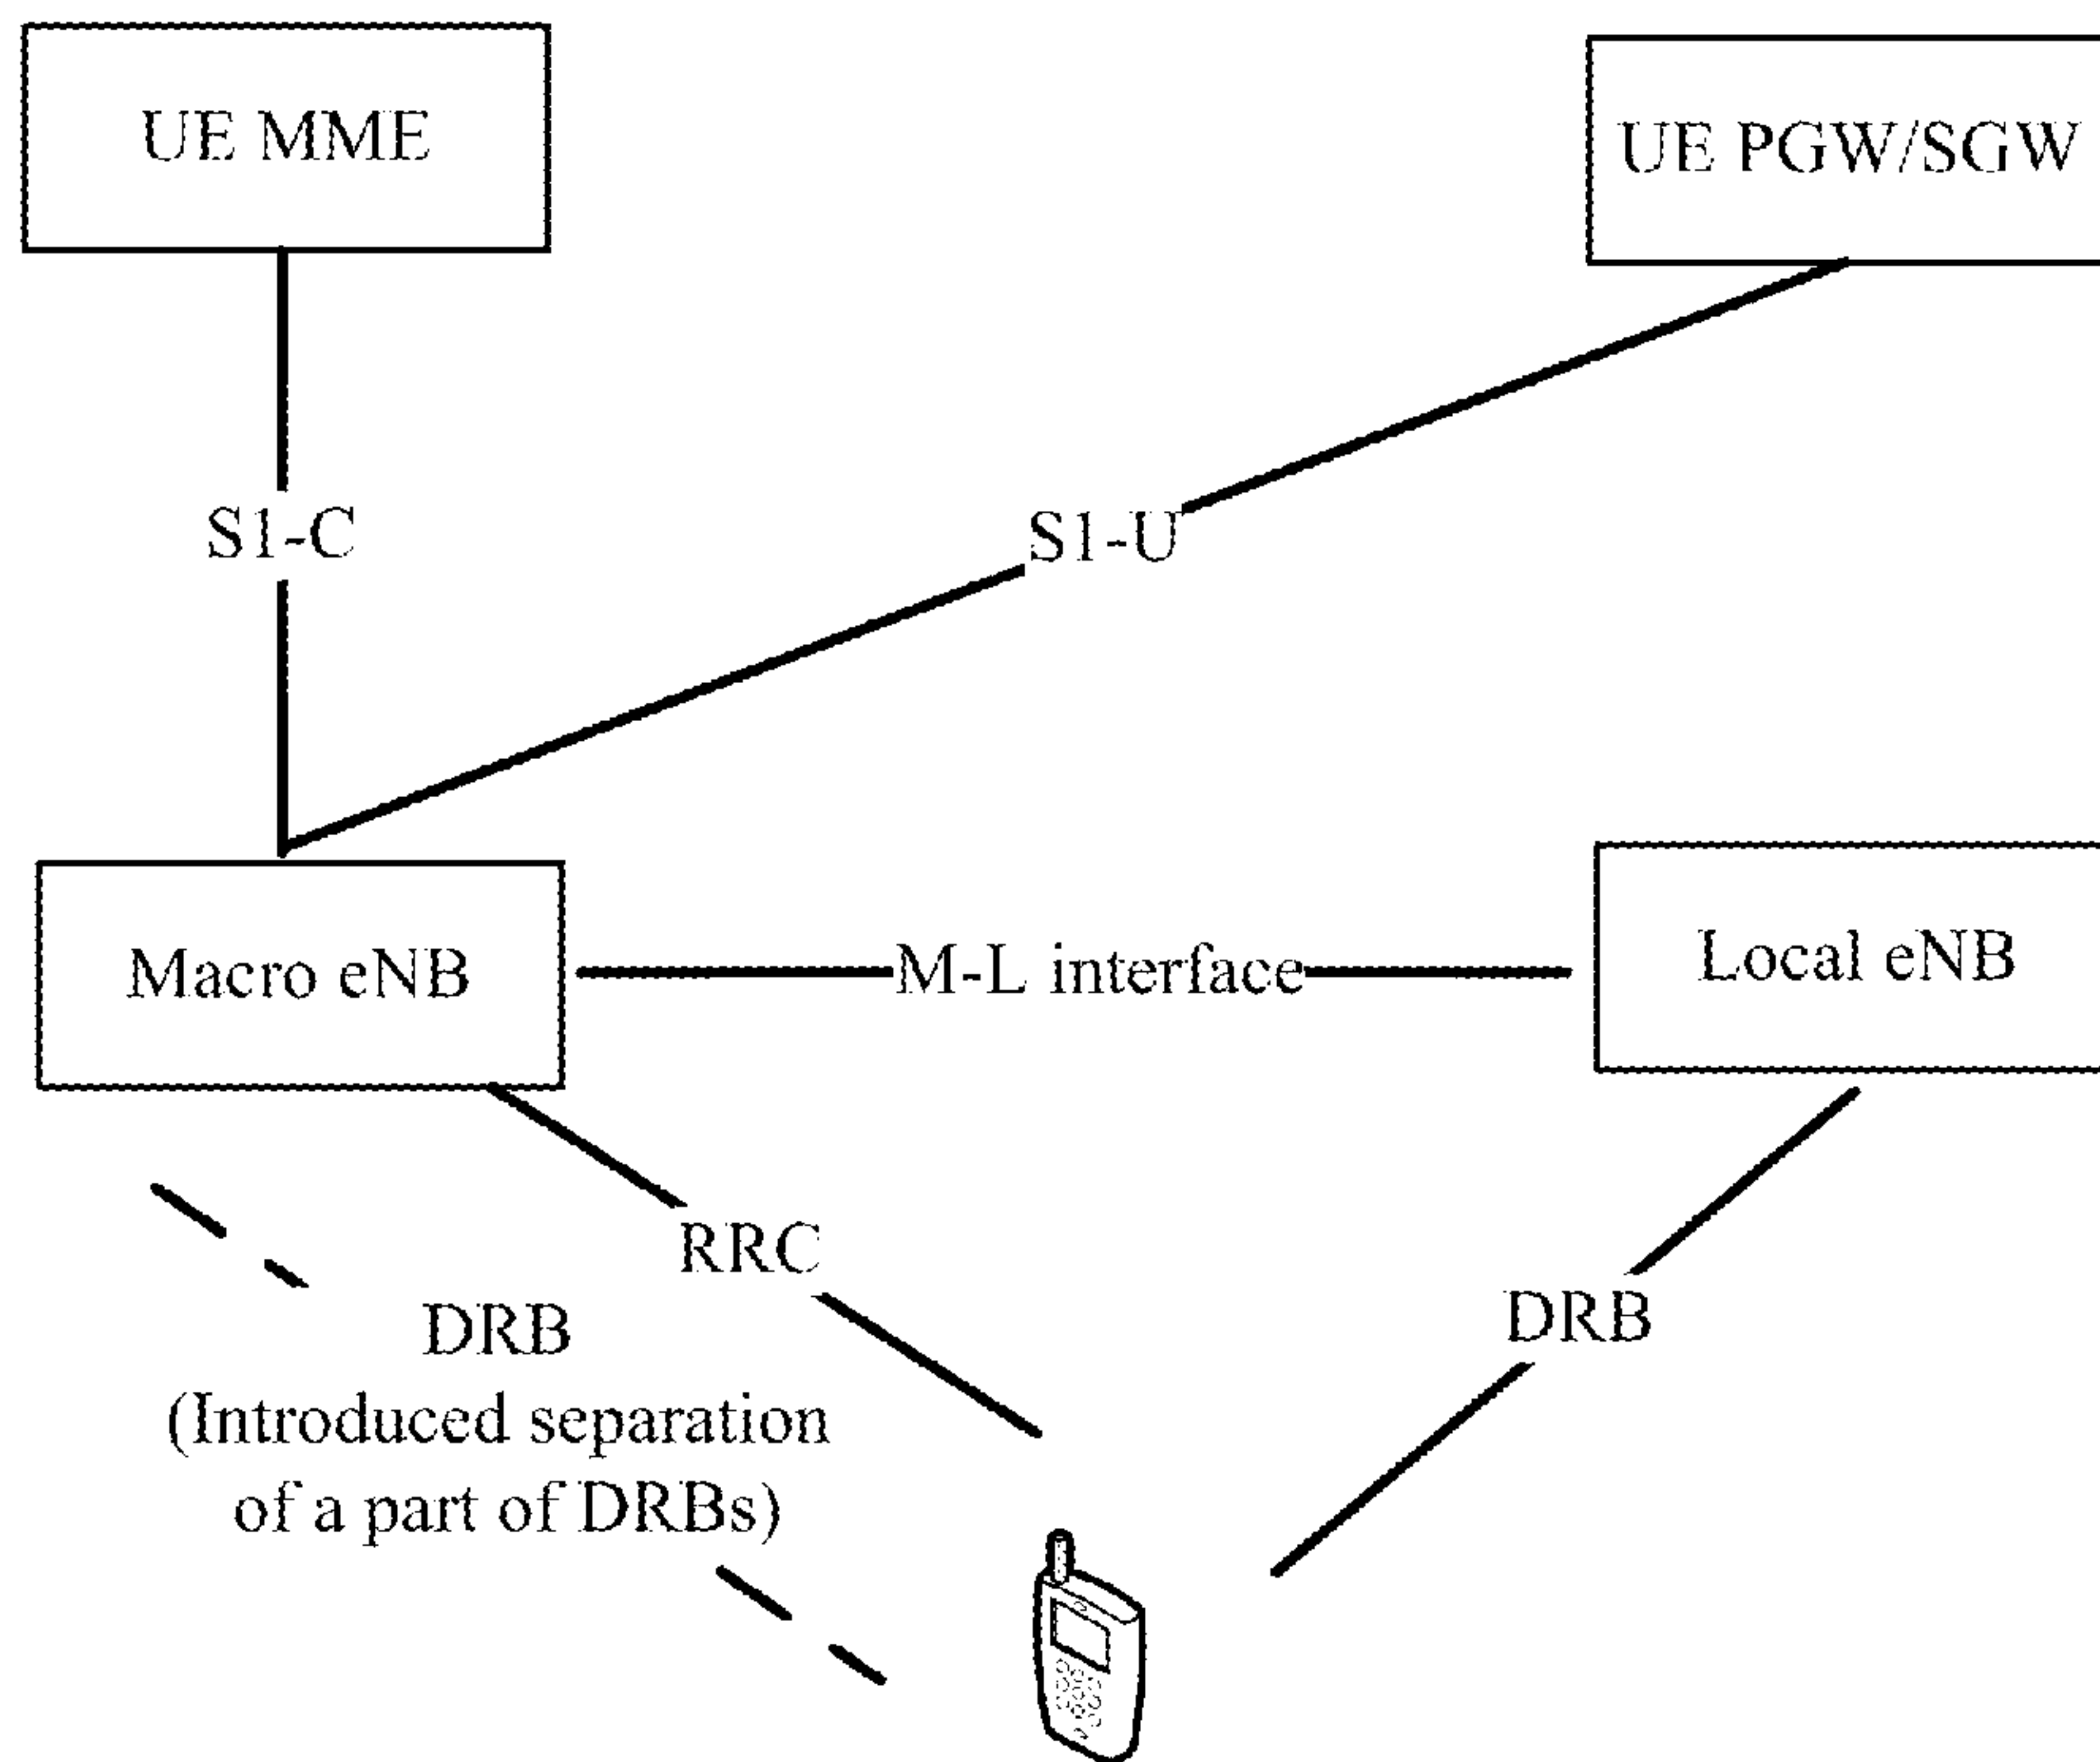 UE MME
UE PGW/SGW
S1-C
S1-U
Macro eNB
M-L interface
Local eNB
RRC
DRB
DRB
(Introduced separation
of a part of DRBs)